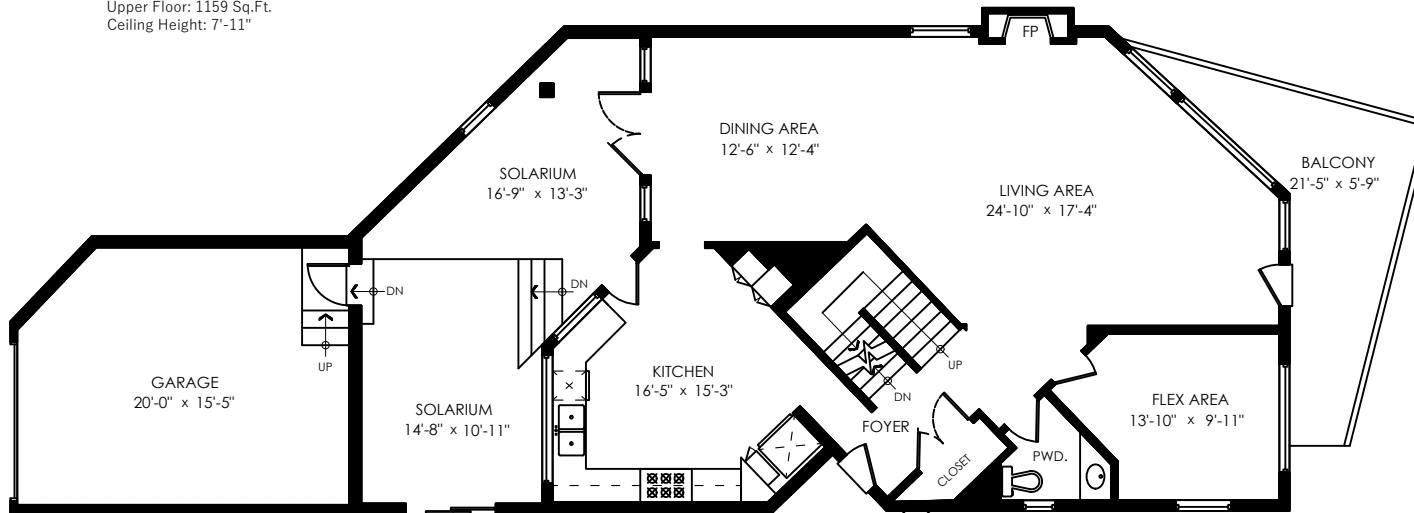 Upper Floor: 1159 Sq.Ft.
Ceiling Height: 7'-11"
FP
DINING AREA
12'-6" x 12'-4"
SOLARIUM
16'-9" x 13'-3"
BALCONY
21'-5" x 5'-9"
LIVING AREA
24'-10" x 17'-4"
DN
DN
UP
GARAGE
20'-0" x 15'-5"
SOLARIUM
14'-8" x 10'-11"
KITCHEN
16'-5" x 15'-3"
UP
DN
FOYER
FLEX AREA
13'-10" x 9'-11"
CLOSET
PWD.